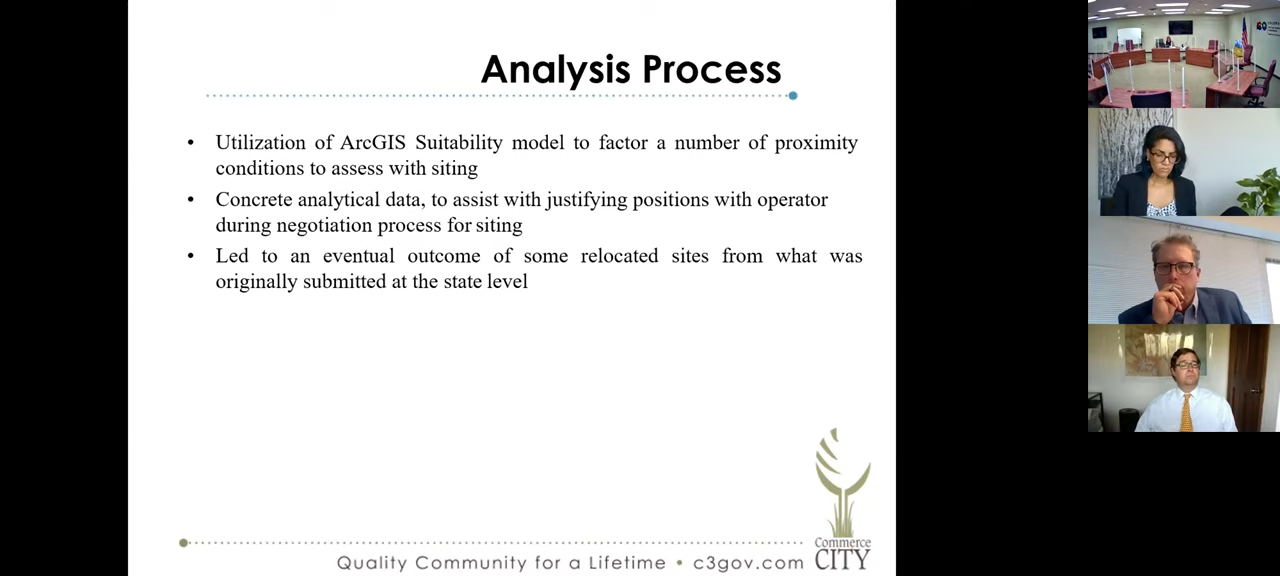 Analysis Process
• Utilization of ArcGIS Suitability model to factor a number of proximity
conditions to assess with siting
• Concrete analytical data, to assist with justifying positions with operator
during negotiation process for siting
• Led to an eventual outcome of some relocated sites from what was
originally submitted at the state level
Commerce
CITY
Quality Community for a Lifetime • c3gov.com